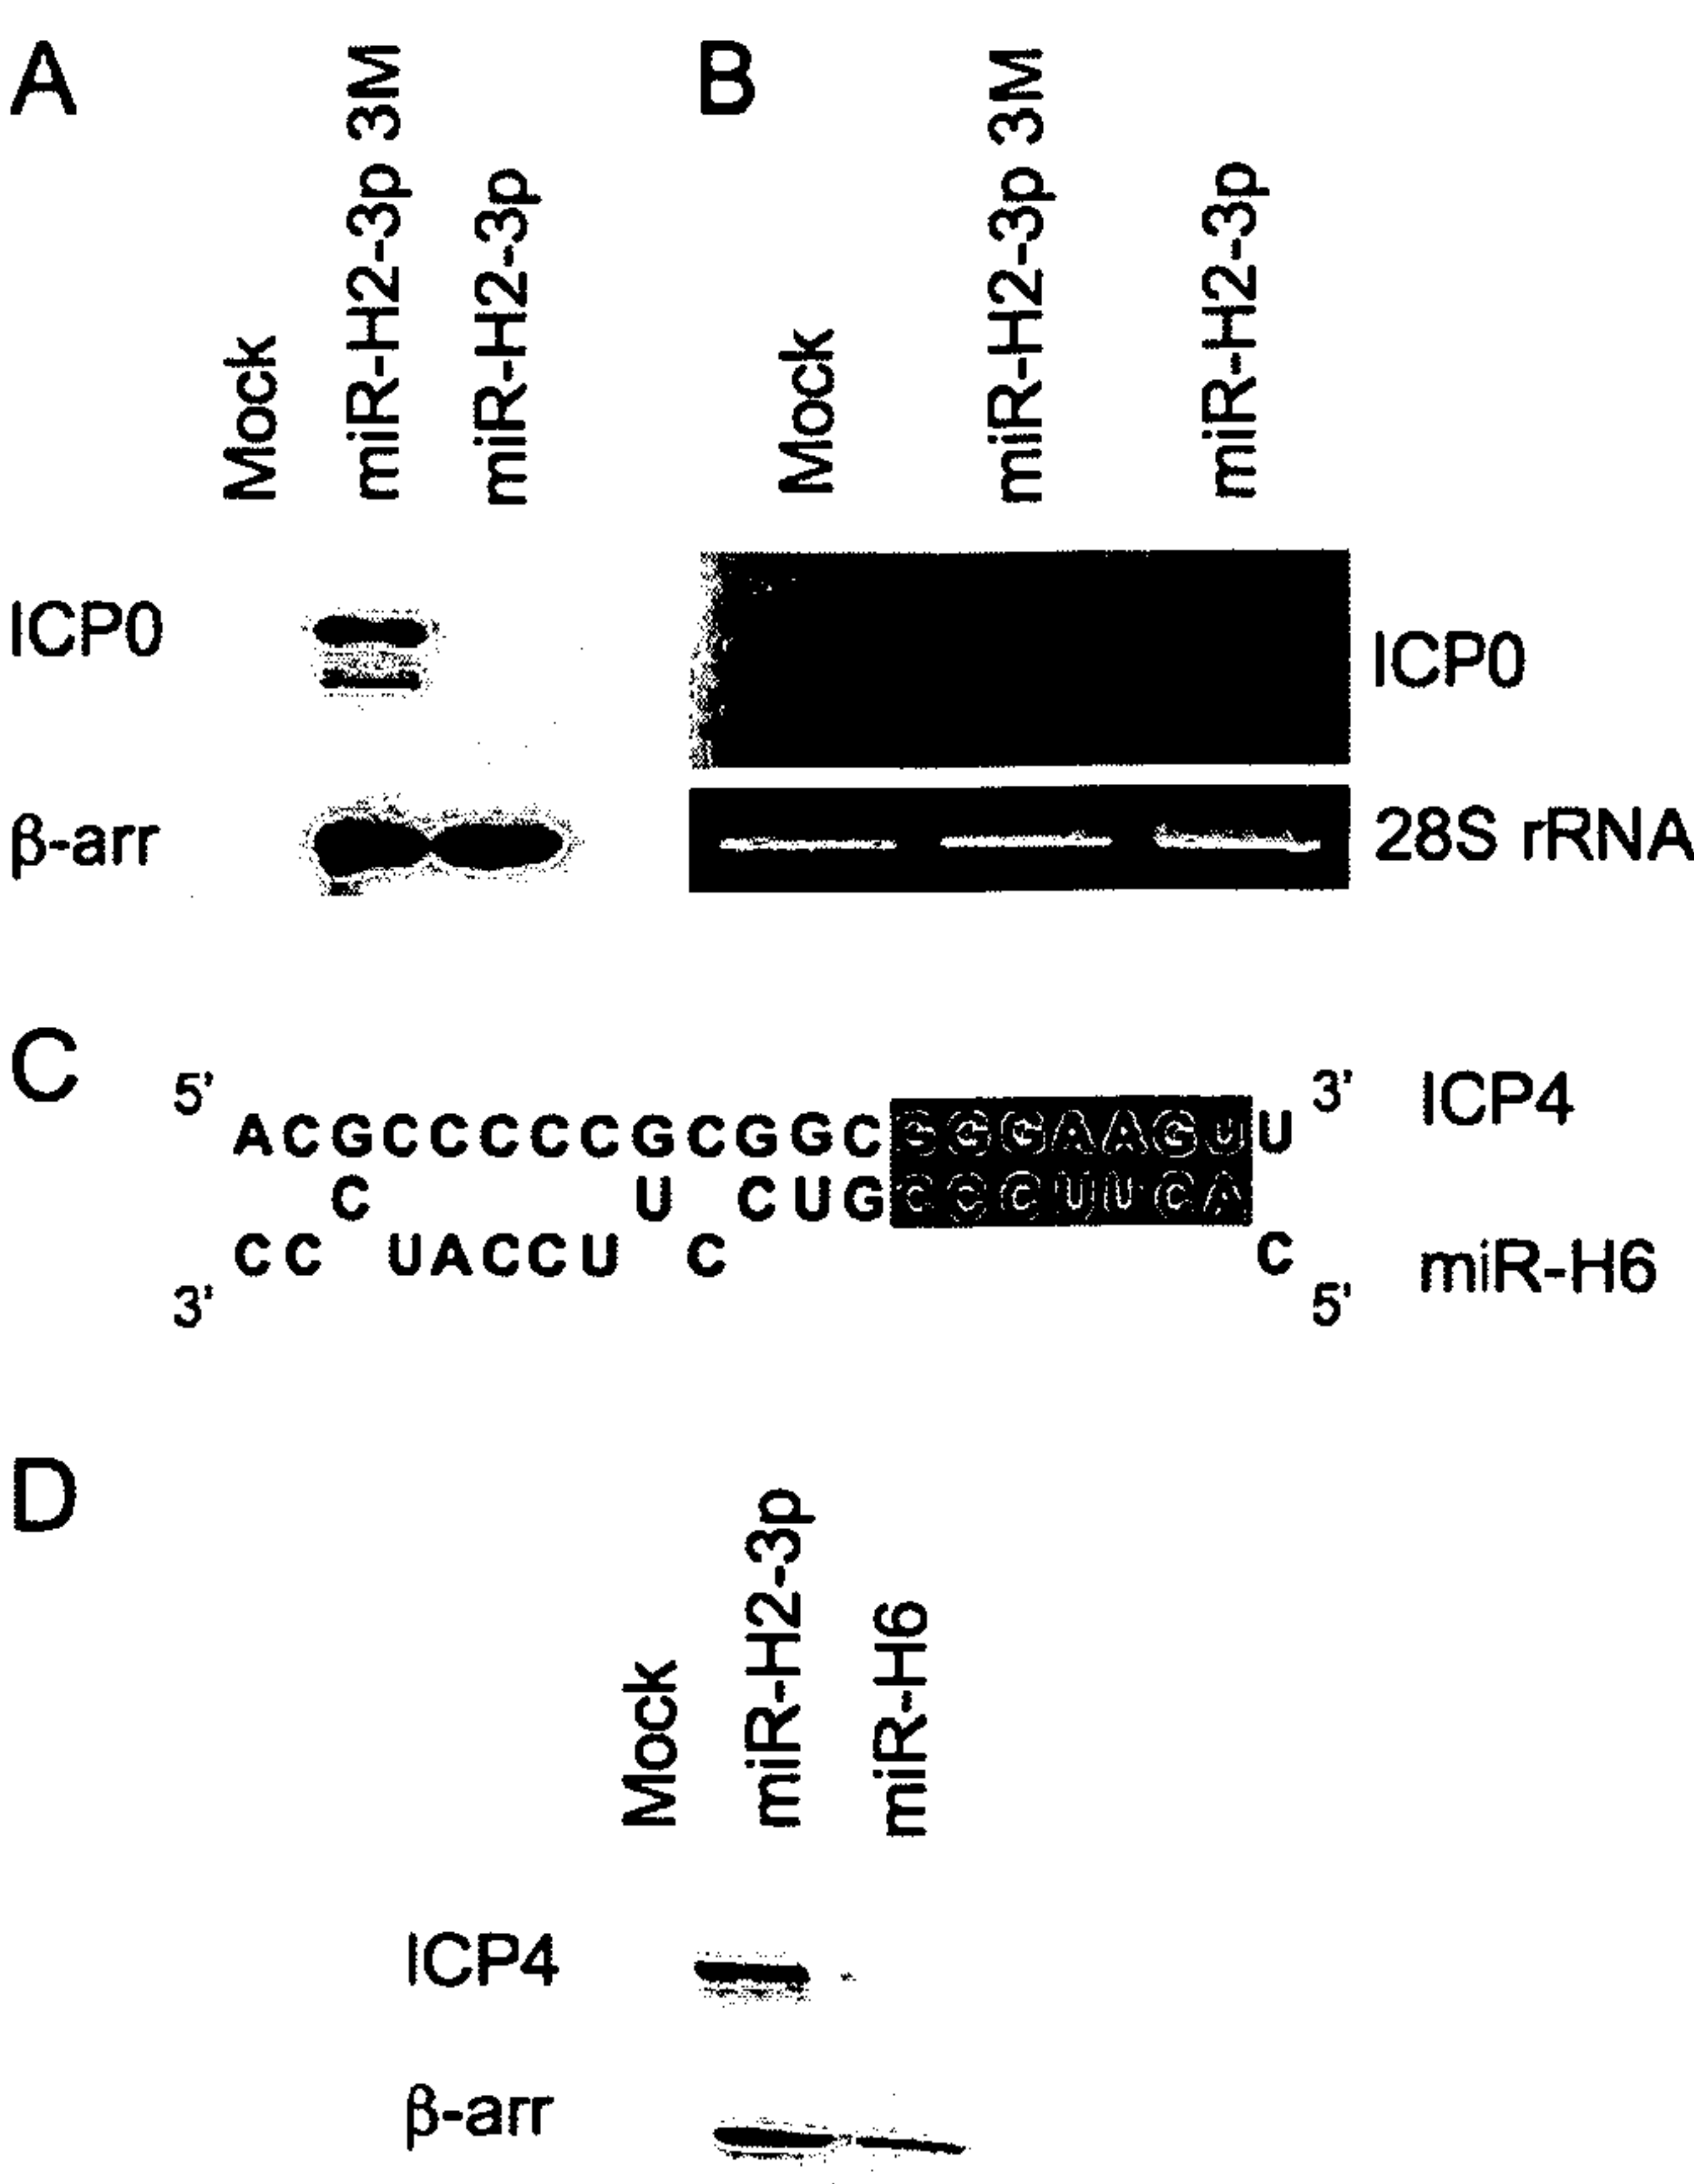 A
B
Mock
miR-H2-3p 3M
miR-H2-3p
Mock
miR-H2-3p 3M
miR-H2-3p
ICP0
ICP0
β-arr
28S rRNA
C
5' ACGCCCCCGCGGCGGGAAGUU 3' ICP4
C U CUGCCCUUCA
3' CC UACCU C C 5' miR-H6
D
Mock
miR-H2-3p
miR-H6
ICP4
β-arr